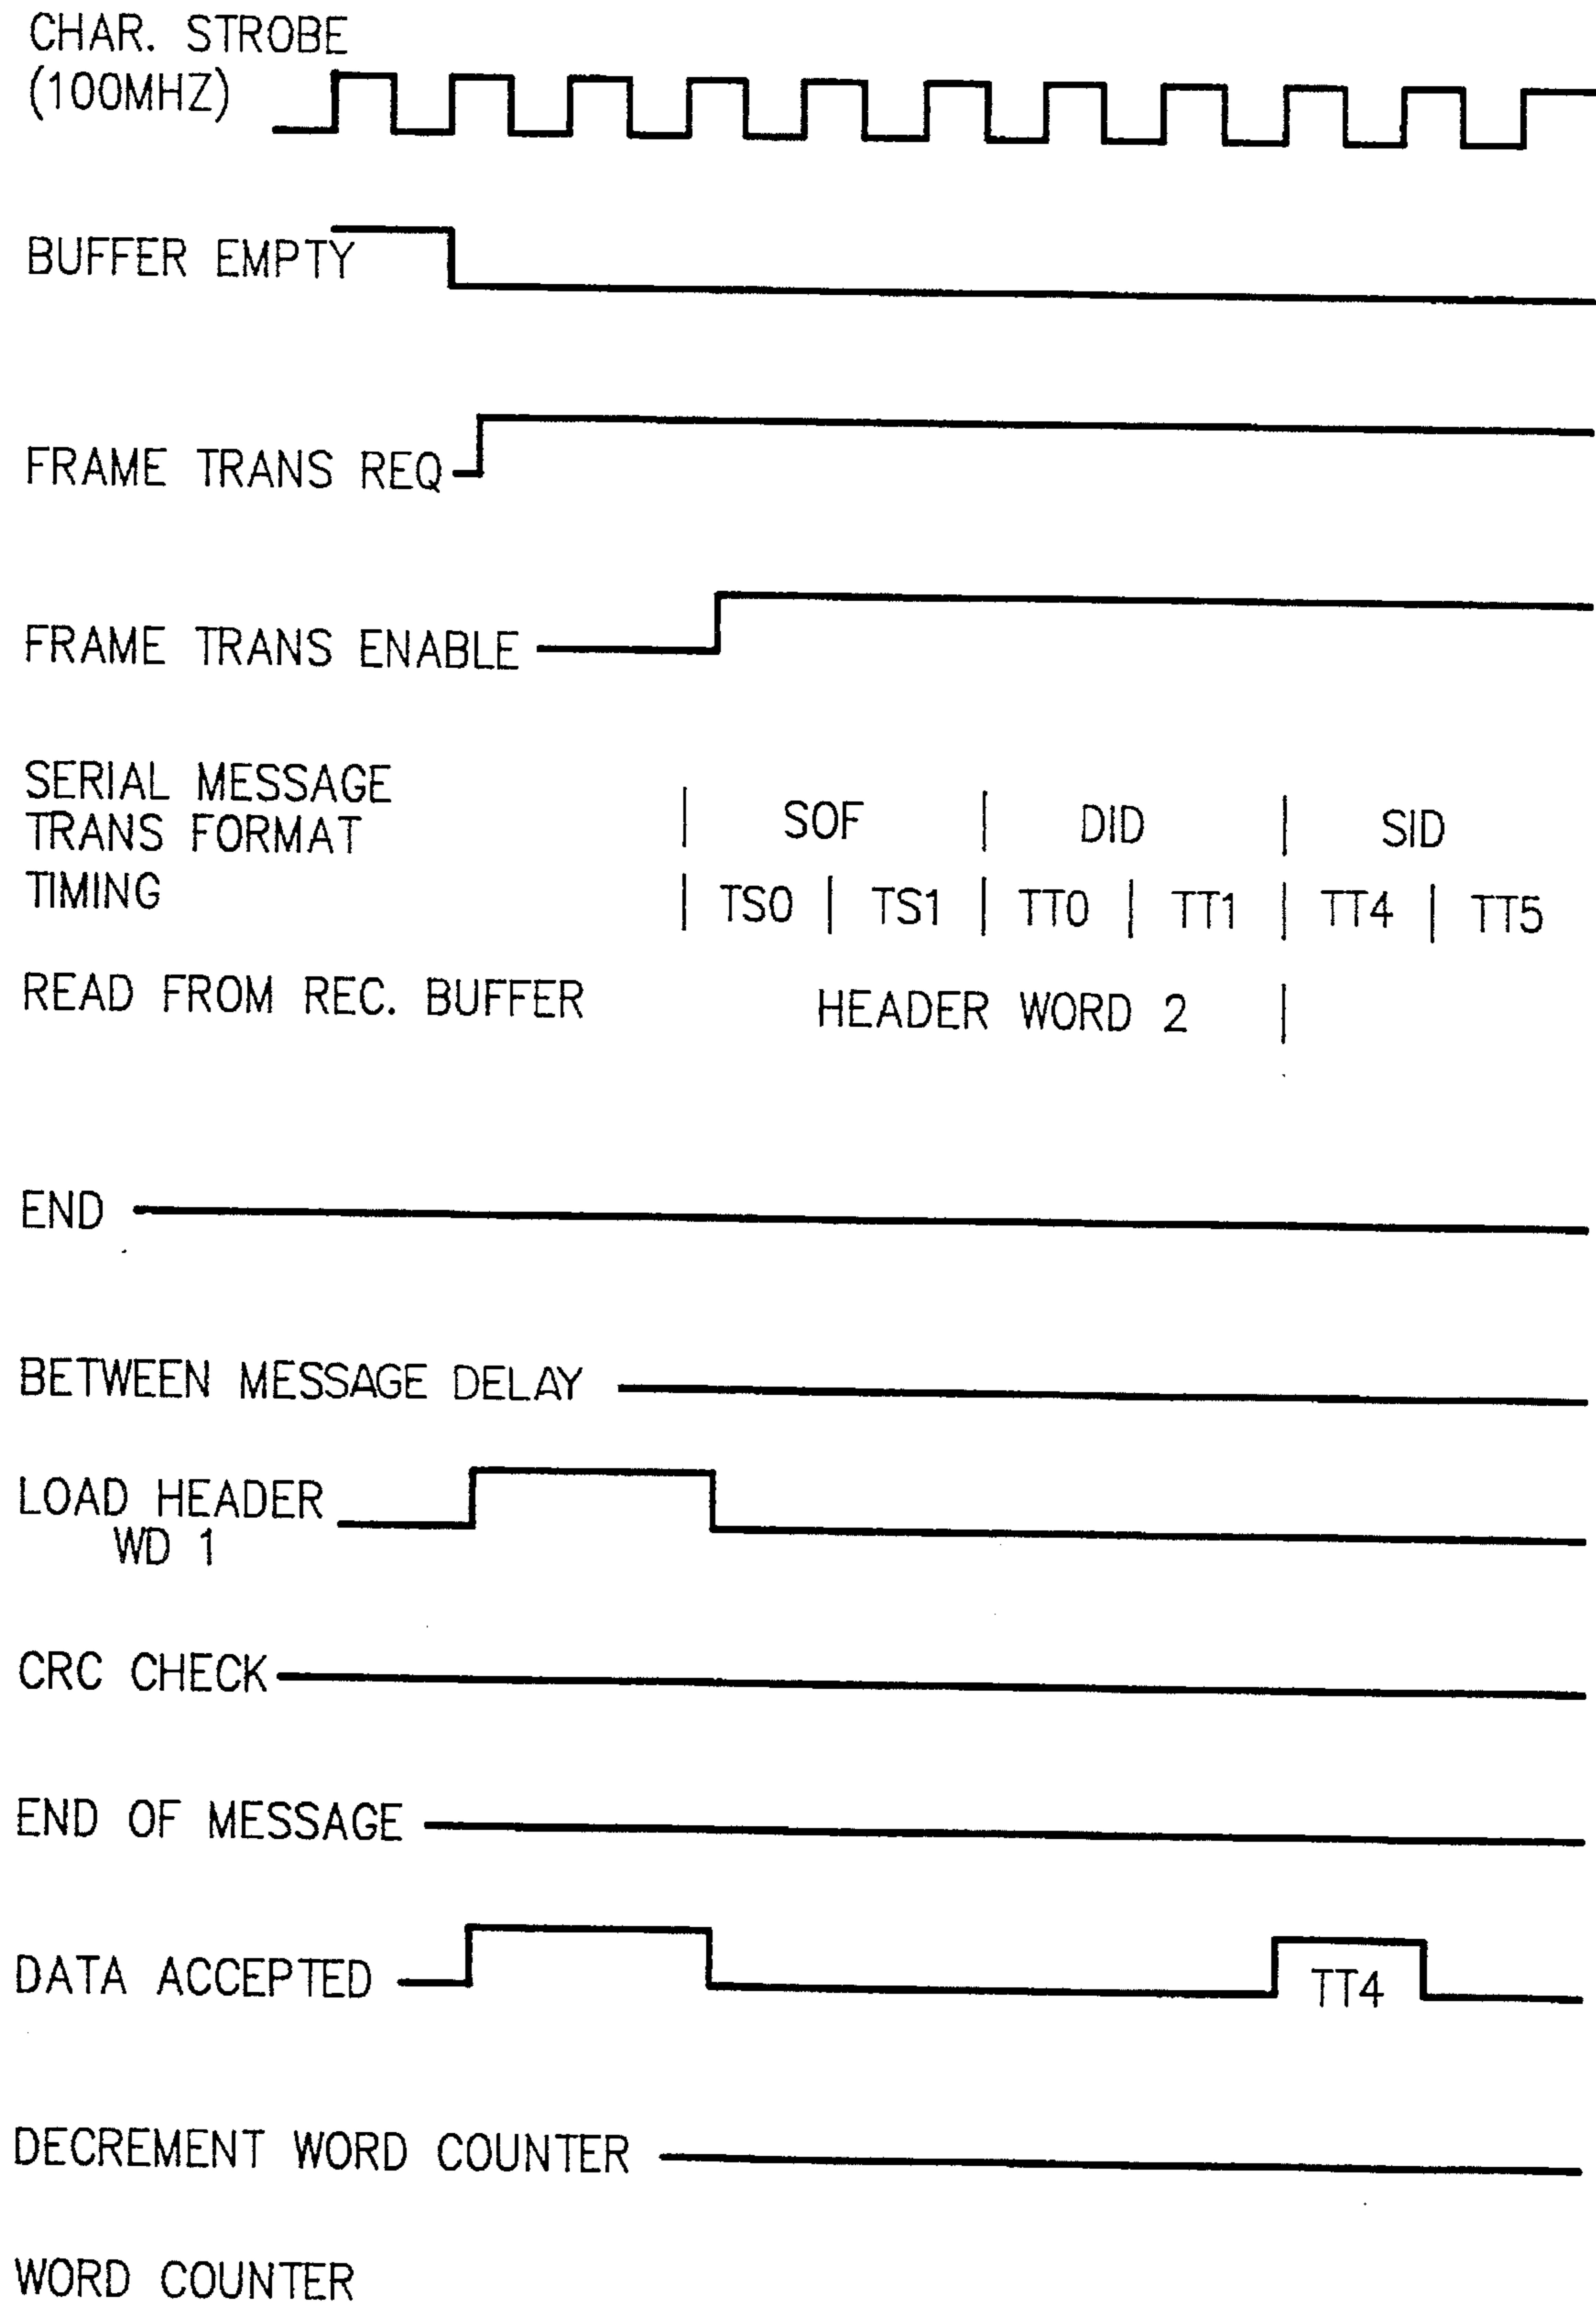 CHAR. STROBE
(100MHZ)
BUFFER EMPTY
FRAME TRANS REQ
FRAME TRANS ENABLE
SERIAL MESSAGE
TRANS FORMAT | SOF | DID | SID
TIMING | TS0 | TS1 | TT0 | TT1 | TT4 | TT5
READ FROM REC. BUFFER HEADER WORD 2 |
END
BETWEEN MESSAGE DELAY
LOAD HEADER
WD 1
CRC CHECK
END OF MESSAGE
DATA ACCEPTED TT4
DECREMENT WORD COUNTER
WORD COUNTER